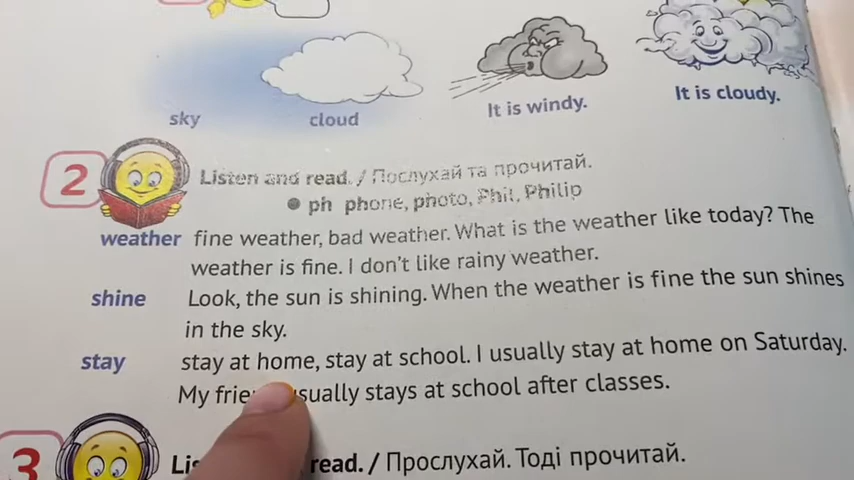 sky
cloud
It is windy.
It is cloudy.
2
Listen and read. / Послухай та прочитай.
ph phone, photo, Phil, Philip
weather fine weather, bad weather. What is the weather like today? The
weather is fine. I don't like rainy weather.
shine Look, the sun is shining. When the weather is fine the sun shines
in the sky.
stay stay at home, stay at school. I usually stay at home on Saturday.
My usually stays at school after classes.
3
read. / Прослухай. Тоді прочитай.